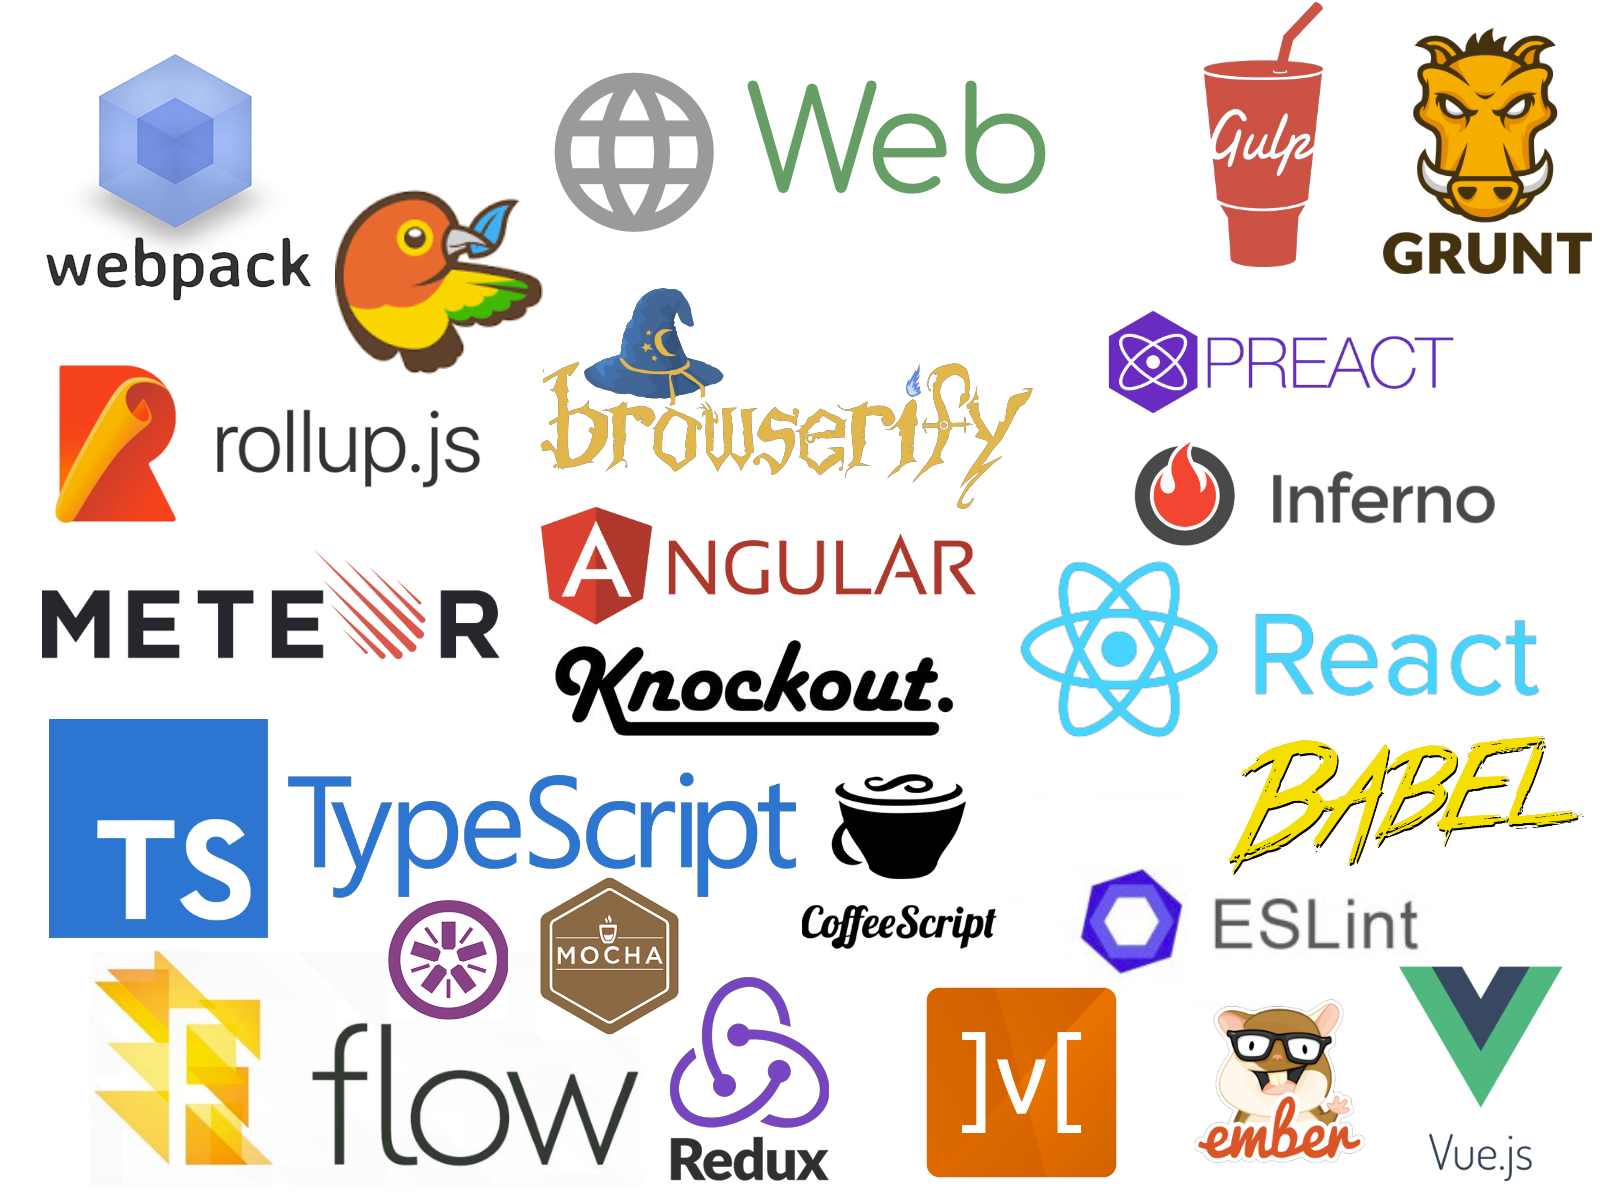 webpack
Web
Gulp
GRUNT
browserify
PREACT
rollup.js
Inferno
ANGULAR
METEOR
React
Knockout.
TS
TypeScript
BABEL
CoffeeScript
ESLint
MOCHA
flow
Redux
]v[
ember
Vue.js